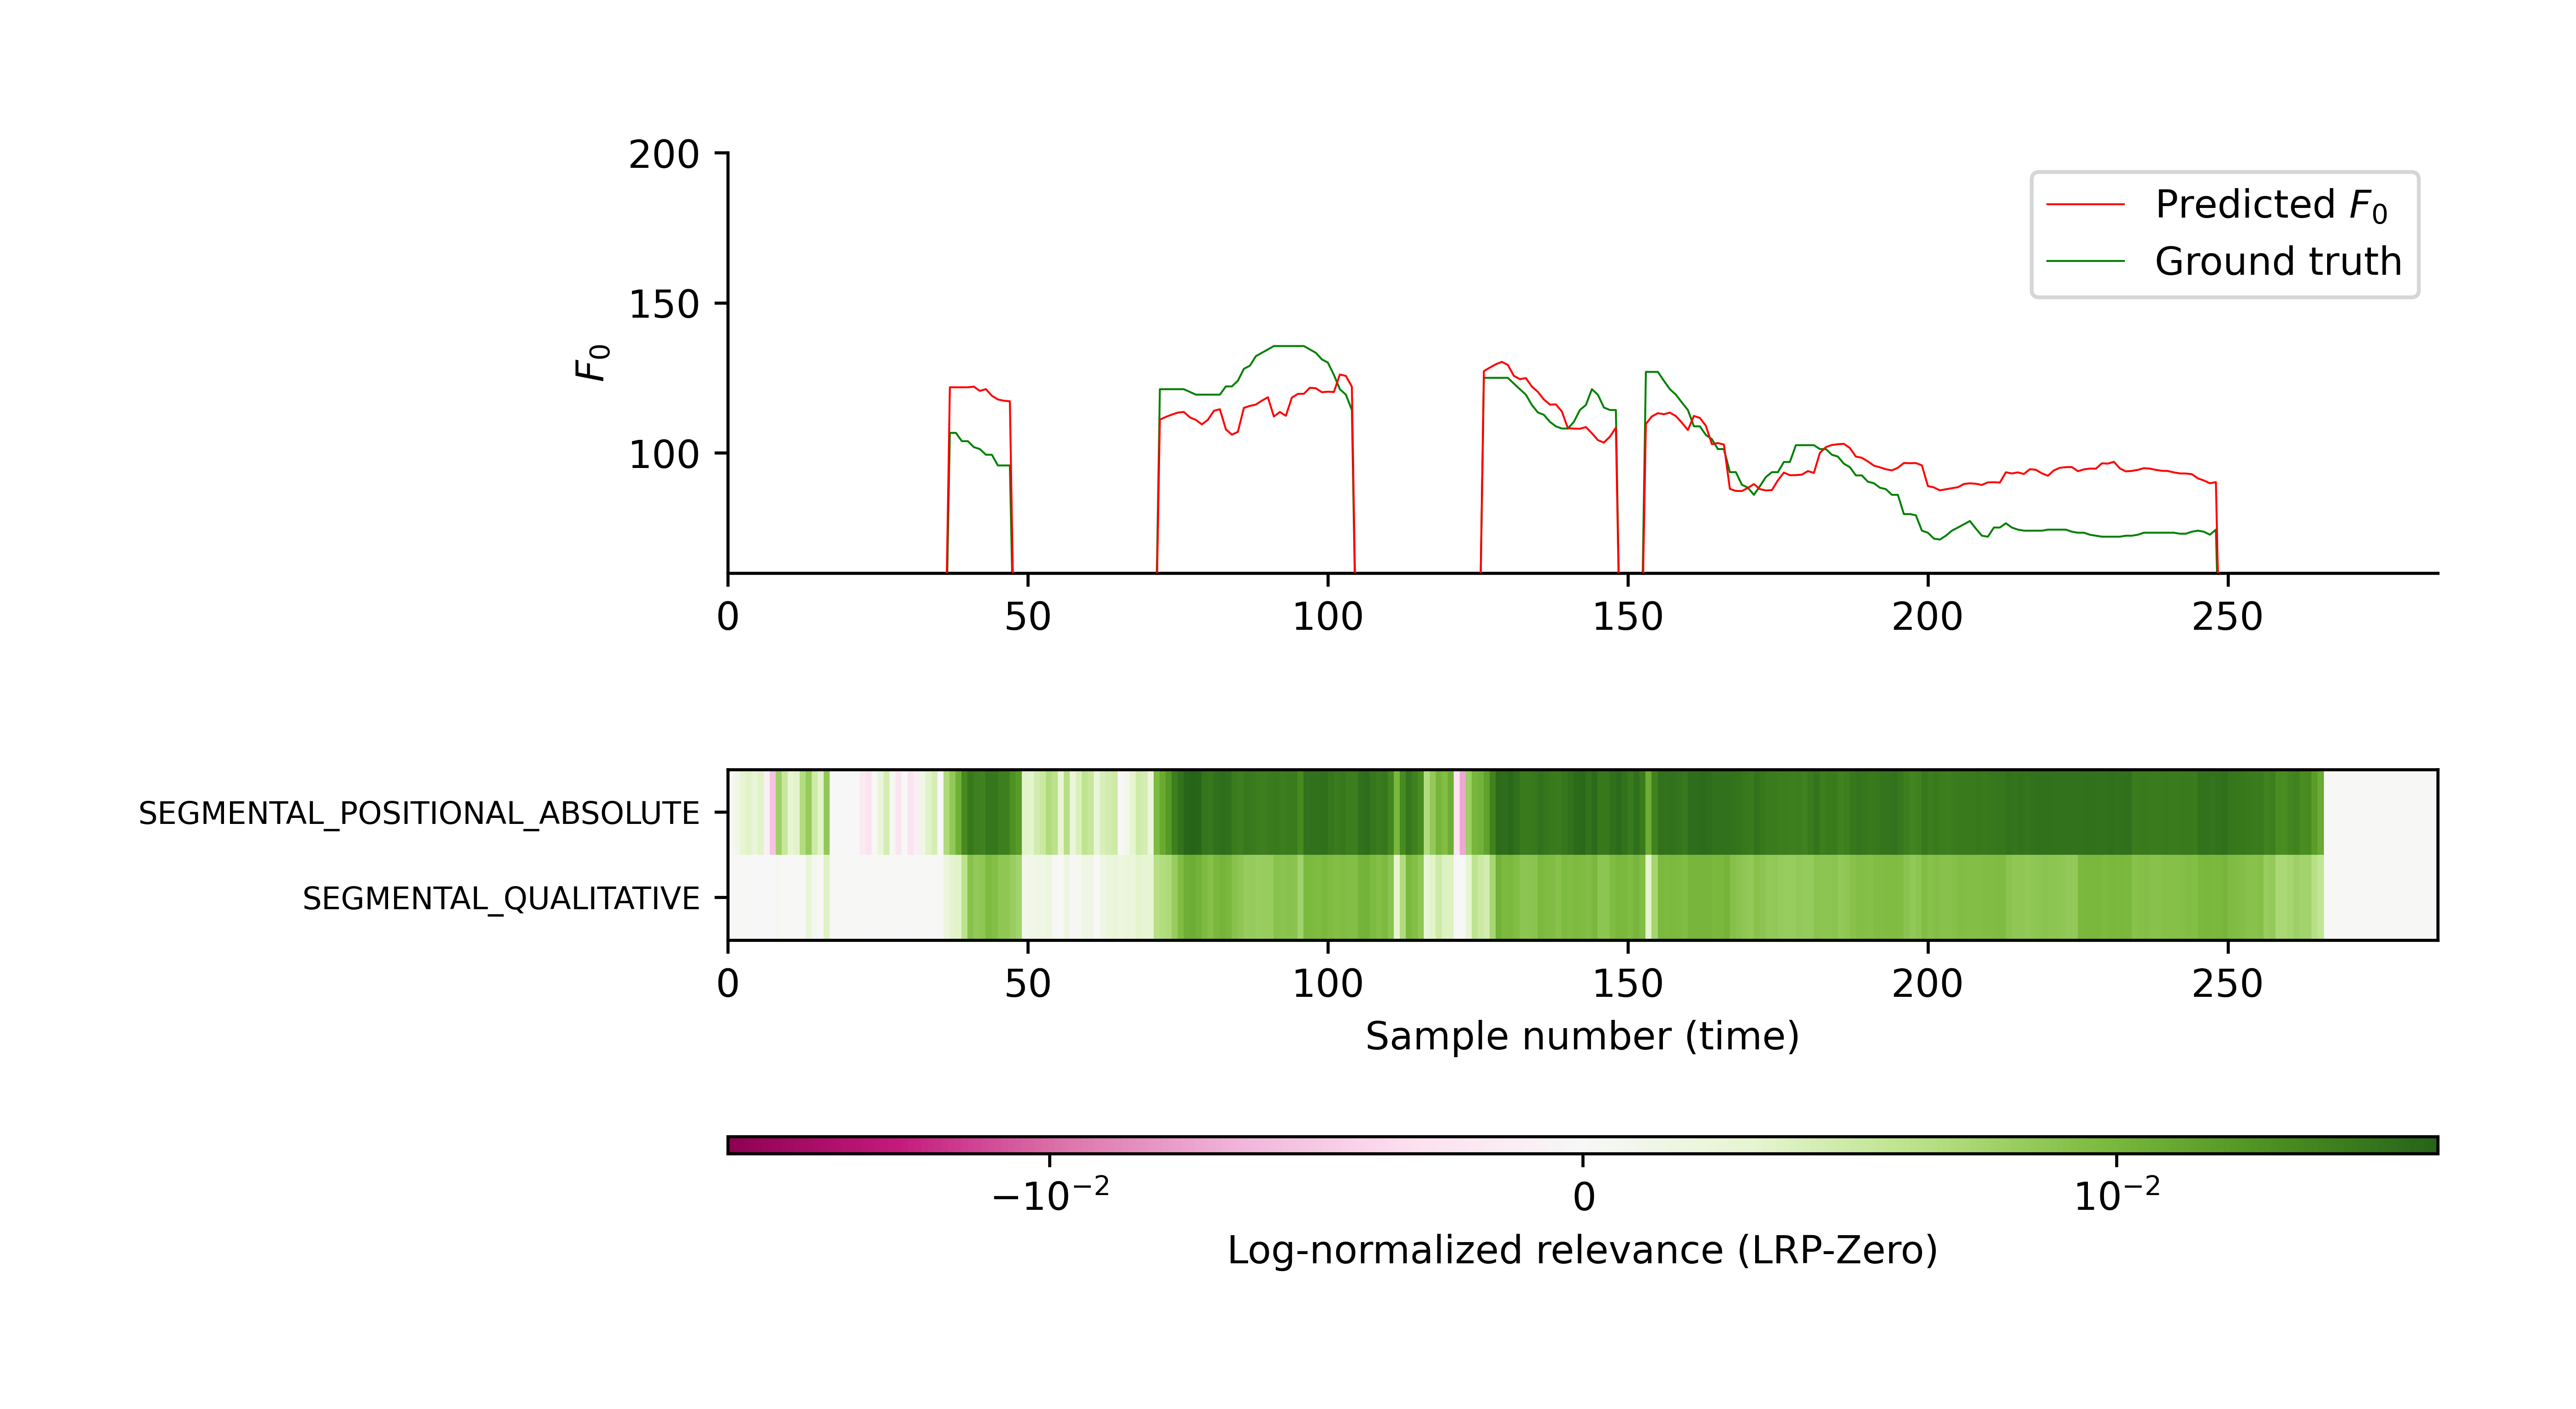 200
150
100
F₀
Predicted F₀
Ground truth
0 50 100 150 200 250
SEGMENTAL_POSITIONAL_ABSOLUTE
SEGMENTAL_QUALITATIVE
0 50 100 150 200 250
Sample number (time)
−10⁻² 0 10⁻²
Log-normalized relevance (LRP-Zero)